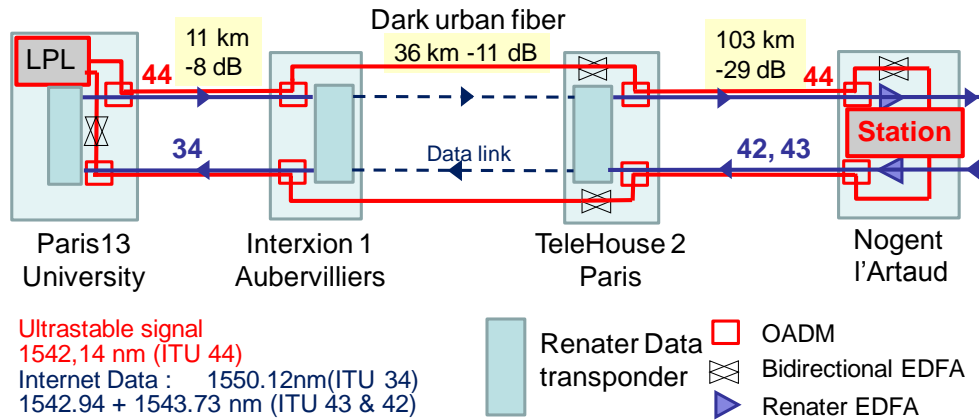 Dark urban fiber
11 km
-8 dB
36 km -11 dB
103 km
-29 dB
LPL
44
44
Station
34
Data link
42, 43
Paris13
University
Interxion 1
Aubervilliers
TeleHouse 2
Paris
Nogent
l'Artaud
Ultrastable signal
1542,14 nm (ITU 44)
Internet Data : 1550.12nm(ITU 34)
1542.94 + 1543.73 nm (ITU 43 & 42)
Renater Data
transponder
OADM
Bidirectional EDFA
Renater EDFA